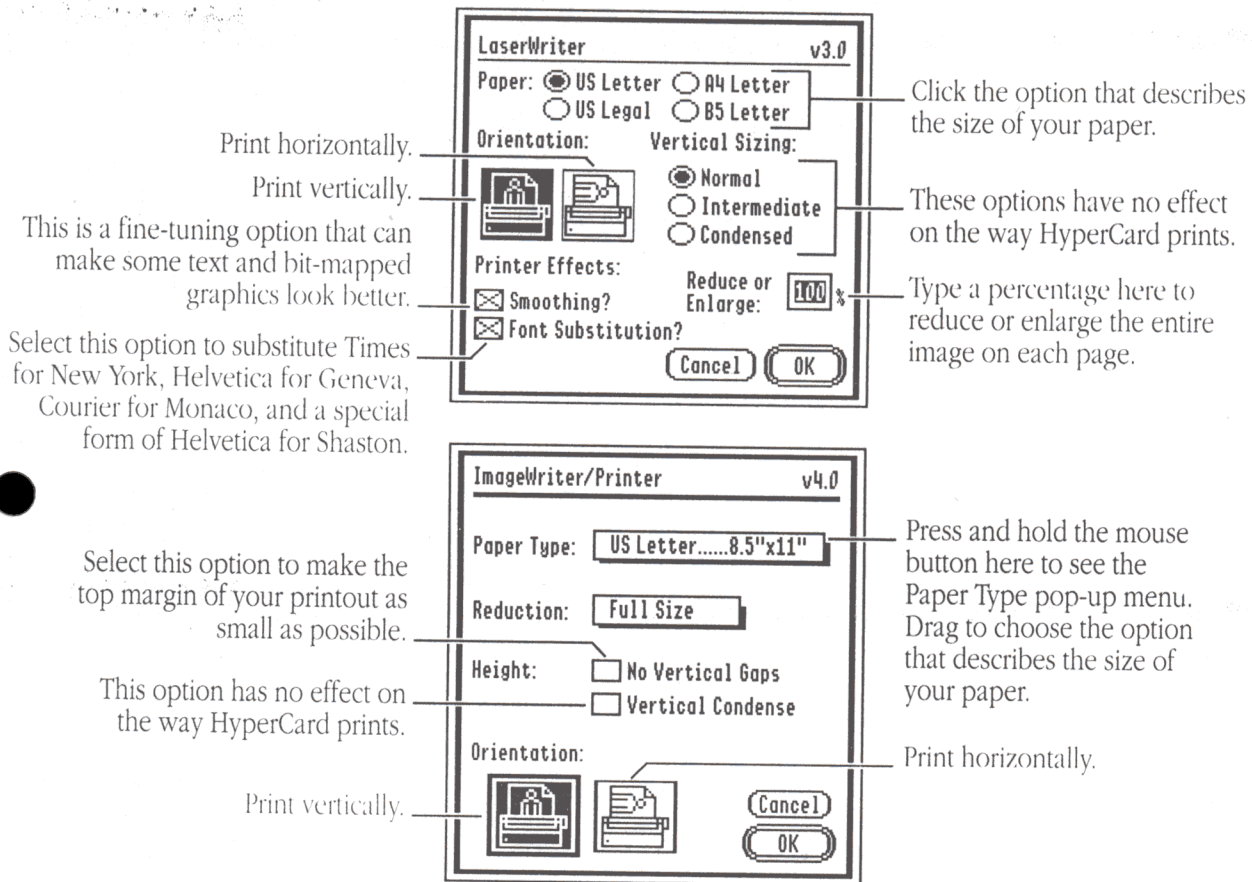 LaserWriter v3.0
Paper: US Letter A4 Letter
US Legal B5 Letter
Click the option that describes
the size of your paper.
Orientation: Vertical Sizing:
Print horizontally.
Print vertically.
Normal
Intermediate
Condensed
These options have no effect
on the way HyperCard prints.
This is a fine-tuning option that can
make some text and bit-mapped
graphics look better.
Printer Effects:
Smoothing?
Font Substitution?
Reduce or
Enlarge: 100 %
Type a percentage here to
reduce or enlarge the entire
image on each page.
Select this option to substitute Times
for New York, Helvetica for Geneva,
Courier for Monaco, and a special
form of Helvetica for Shaston.
Cancel OK
ImageWriter/Printer v4.0
Paper Type: US Letter......8.5"x11"
Press and hold the mouse
button here to see the
Paper Type pop-up menu.
Drag to choose the option
that describes the size of
your paper.
Select this option to make the
top margin of your printout as
small as possible.
Reduction: Full Size
Height: No Vertical Gaps
Vertical Condense
This option has no effect on
the way HyperCard prints.
Orientation:
Print horizontally.
Print vertically.
Cancel
OK